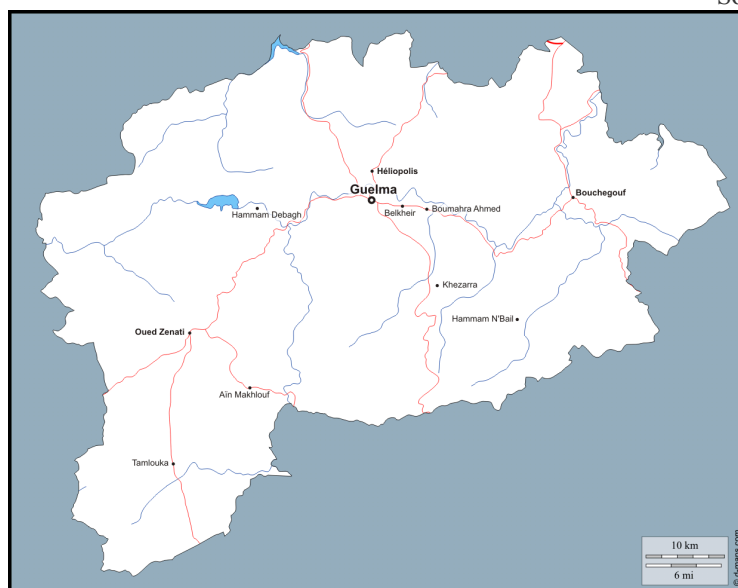 Héliopolis
Guelma
Bouchegouf
Hammam Debagh
Belkheir
Boumahra Ahmed
Khezarra
Hammam N'Bail
Oued Zenati
Aïn Makhlouf
Tamlouka
10 km
6 mi
© d-maps.com